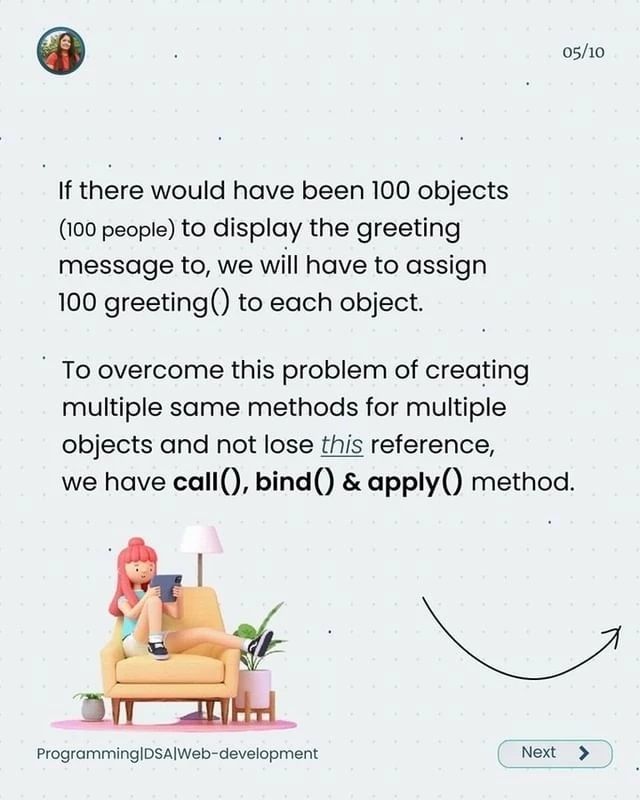 05/10
If there would have been 100 objects
(100 people) to display the greeting
message to, we will have to assign
100 greeting() to each object.
To overcome this problem of creating
multiple same methods for multiple
objects and not lose this reference,
we have call(), bind() & apply() method.
Programming|DSA|Web-development
Next